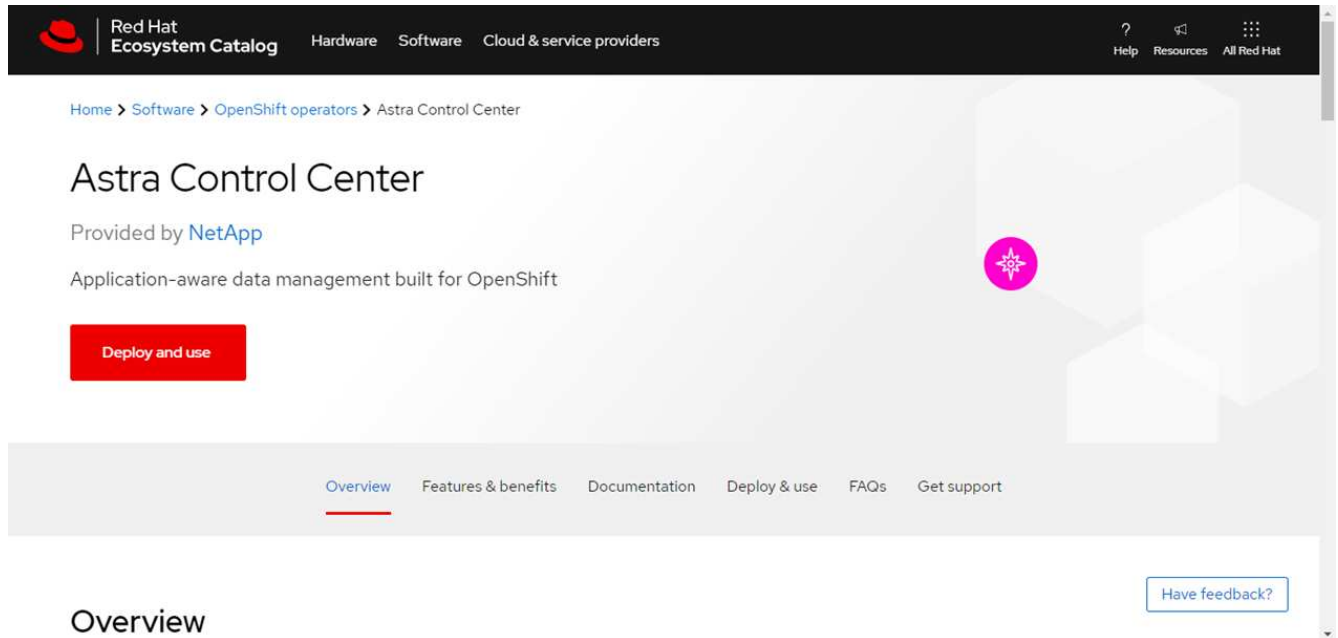 Red Hat
Ecosystem Catalog
Hardware Software Cloud & service providers
?
Help Resources All Red Hat
Home > Software > OpenShift operators > Astra Control Center
Astra Control Center
Provided by NetApp
Application-aware data management built for OpenShift
Deploy and use
Overview Features & benefits Documentation Deploy & use FAQs Get support
Have feedback?
Overview